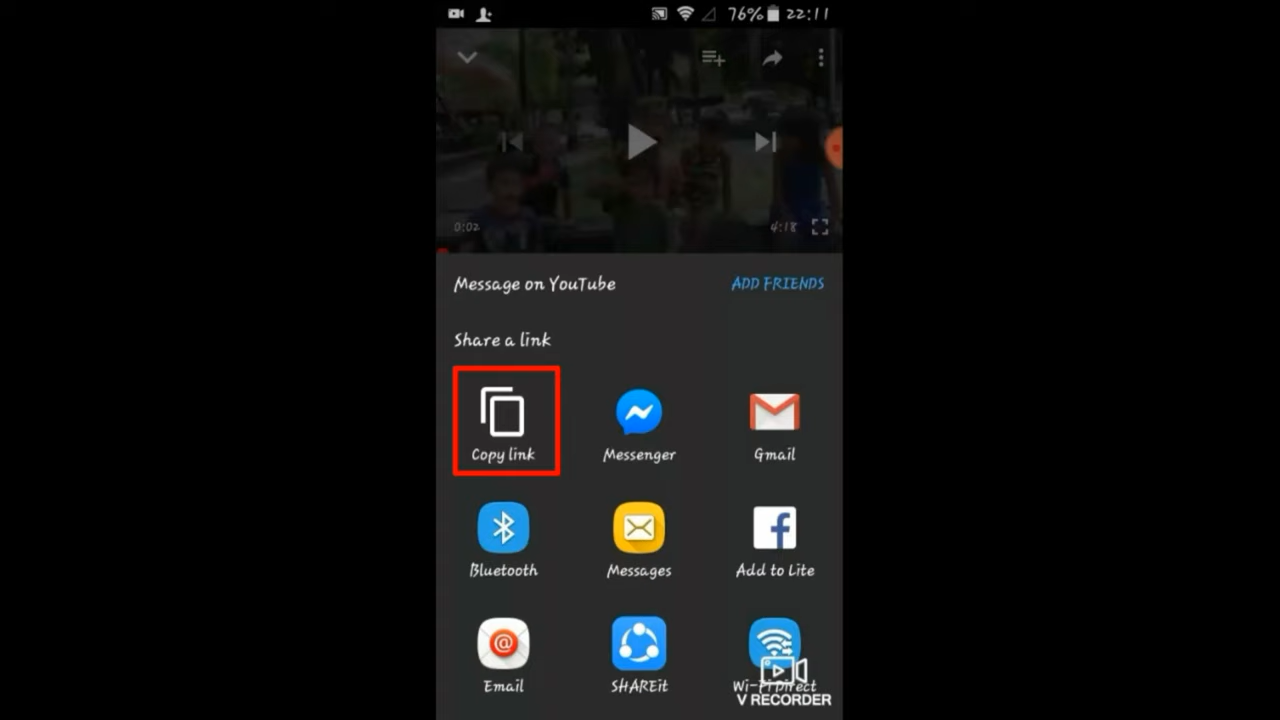 76% 22:11
0:02 4:18
Message on YouTube ADD FRIENDS
Share a link
Copy link Messenger Gmail
Bluetooth Messages Add to Lite
Email SHAREit Wi-Fi Direct
V RECORDER